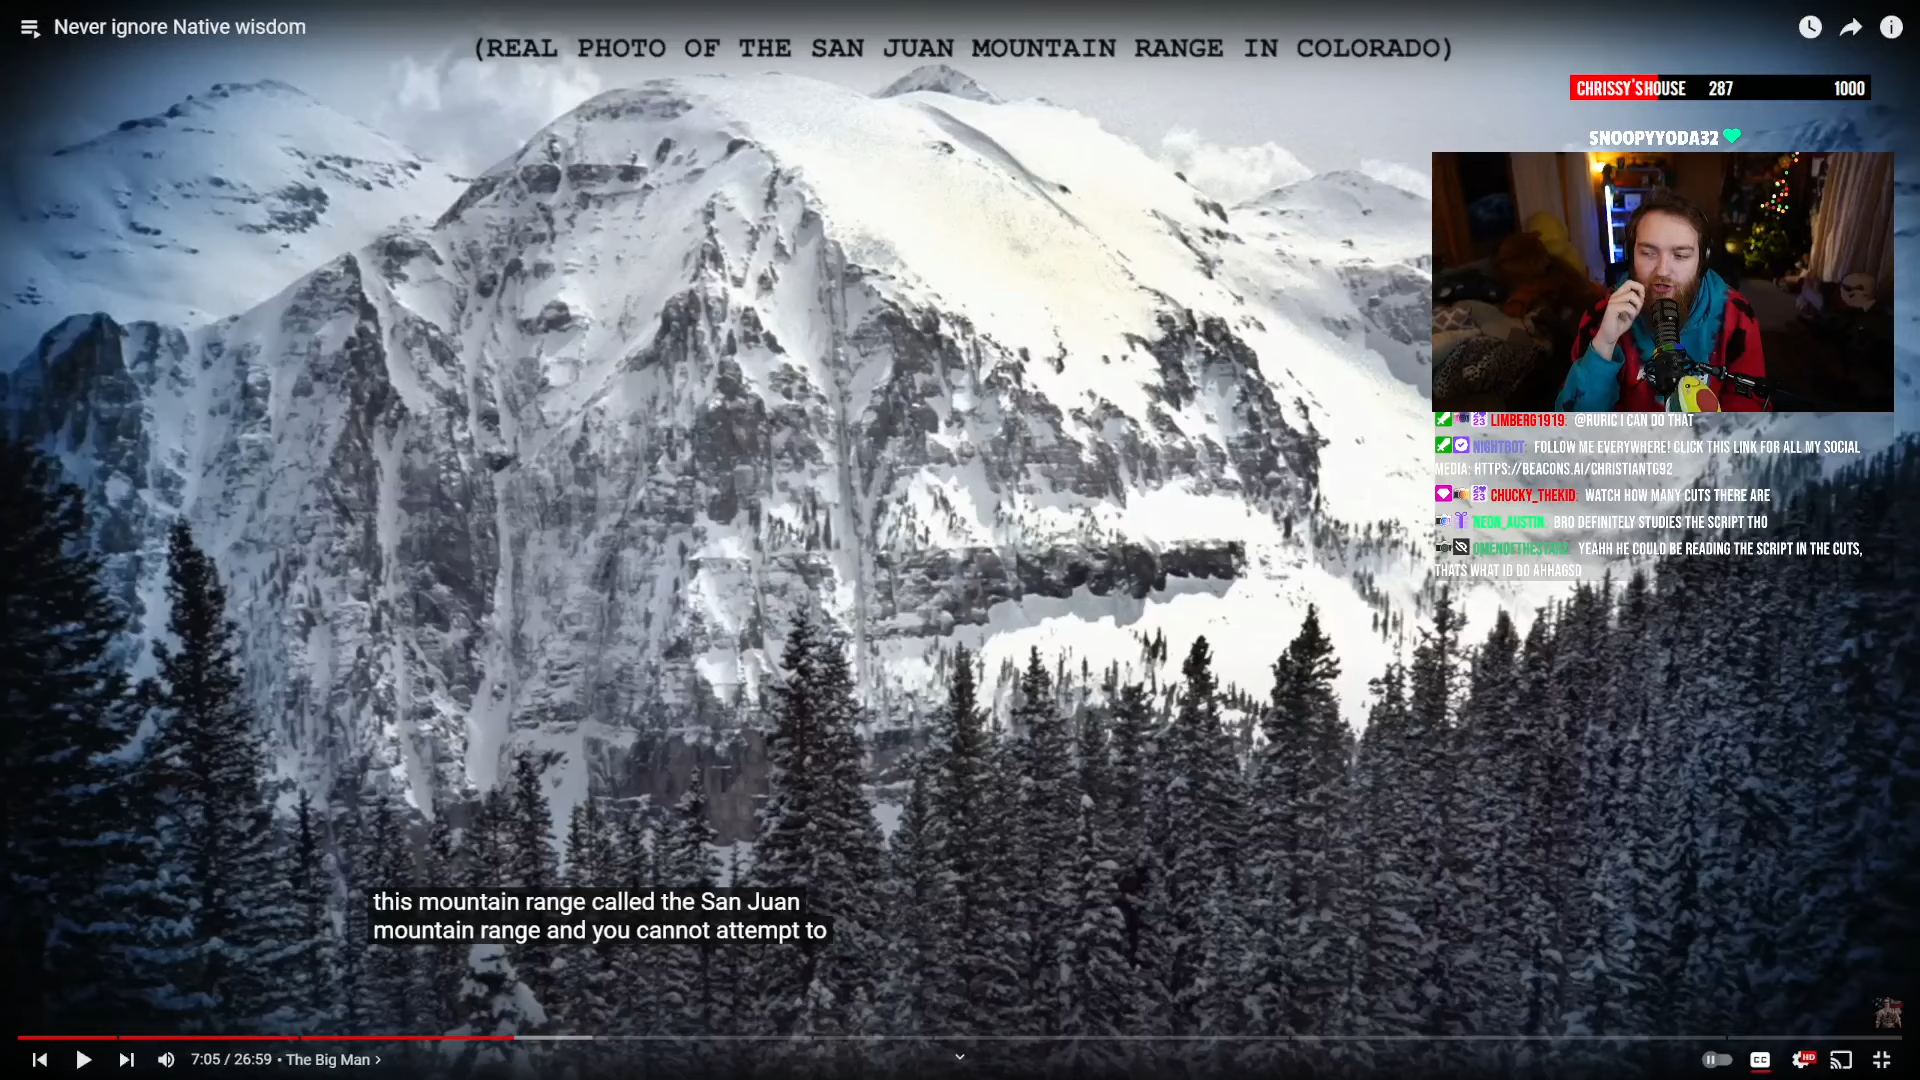 Never ignore Native wisdom
(REAL PHOTO OF THE SAN JUAN MOUNTAIN RANGE IN COLORADO)
CHRISSY'S HOUSE 287 1000
SNOOPYYODA32
LIMBERG1919: @RURIC I CAN DO THAT
NIGHTBOT: FOLLOW ME EVERYWHERE! CLICK THIS LINK FOR ALL MY SOCIAL
MEDIA: HTTPS://BEACONS.AI/CHRISTIANTG92
CHUCKY_THEKID: WATCH HOW MANY CUTS THERE ARE
NEON_AUSTIN: BRO DEFINITELY STUDIES THE SCRIPT THO
YEAHH HE COULD BE READING THE SCRIPT IN THE CUTS,
THATS WHAT ID DO AHHAGSD
this mountain range called the San Juan
mountain range and you cannot attempt to
7:05 / 26:59 • The Big Man >
CC
HD